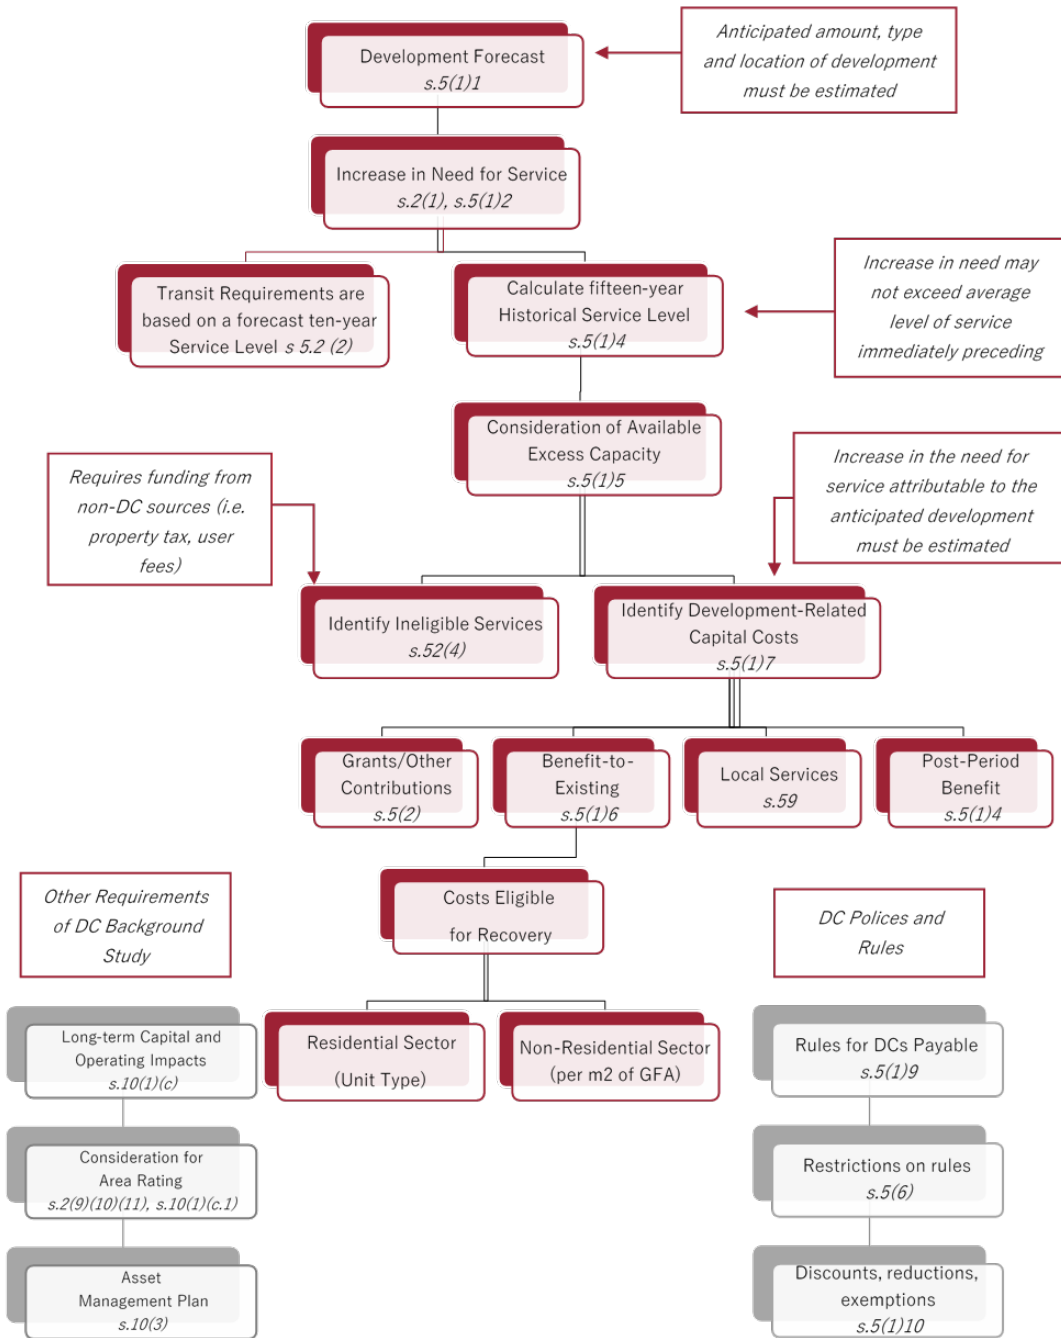 Development Forecast
s.5(1)1
Anticipated amount, type
and location of development
must be estimated
Increase in Need for Service
s.2(1), s.5(1)2
Transit Requirements are
based on a forecast ten-year
Service Level s 5.2 (2)
Calculate fifteen-year
Historical Service Level
s.5(1)4
Increase in need may
not exceed average
level of service
immediately preceding
Consideration of Available
Excess Capacity
s.5(1)5
Requires funding from
non-DC sources (i.e.
property tax, user
fees)
Increase in the need for
service attributable to the
anticipated development
must be estimated
Identify Ineligible Services
s.52(4)
Identify Development-Related
Capital Costs
s.5(1)7
Grants/Other
Contributions
s.5(2)
Benefit-to-
Existing
s.5(1)6
Local Services
s.59
Post-Period
Benefit
s.5(1)4
Other Requirements
of DC Background
Study
Costs Eligible
for Recovery
DC Polices and
Rules
Long-term Capital and
Operating Impacts
s.10(1)(c)
Residential Sector
(Unit Type)
Non-Residential Sector
(per m2 of GFA)
Rules for DCs Payable
s.5(1)9
Consideration for
Area Rating
s.2(9)(10)(11), s.10(1)(c.1)
Restrictions on rules
s.5(6)
Asset
Management Plan
s.10(3)
Discounts, reductions,
exemptions
s.5(1)10